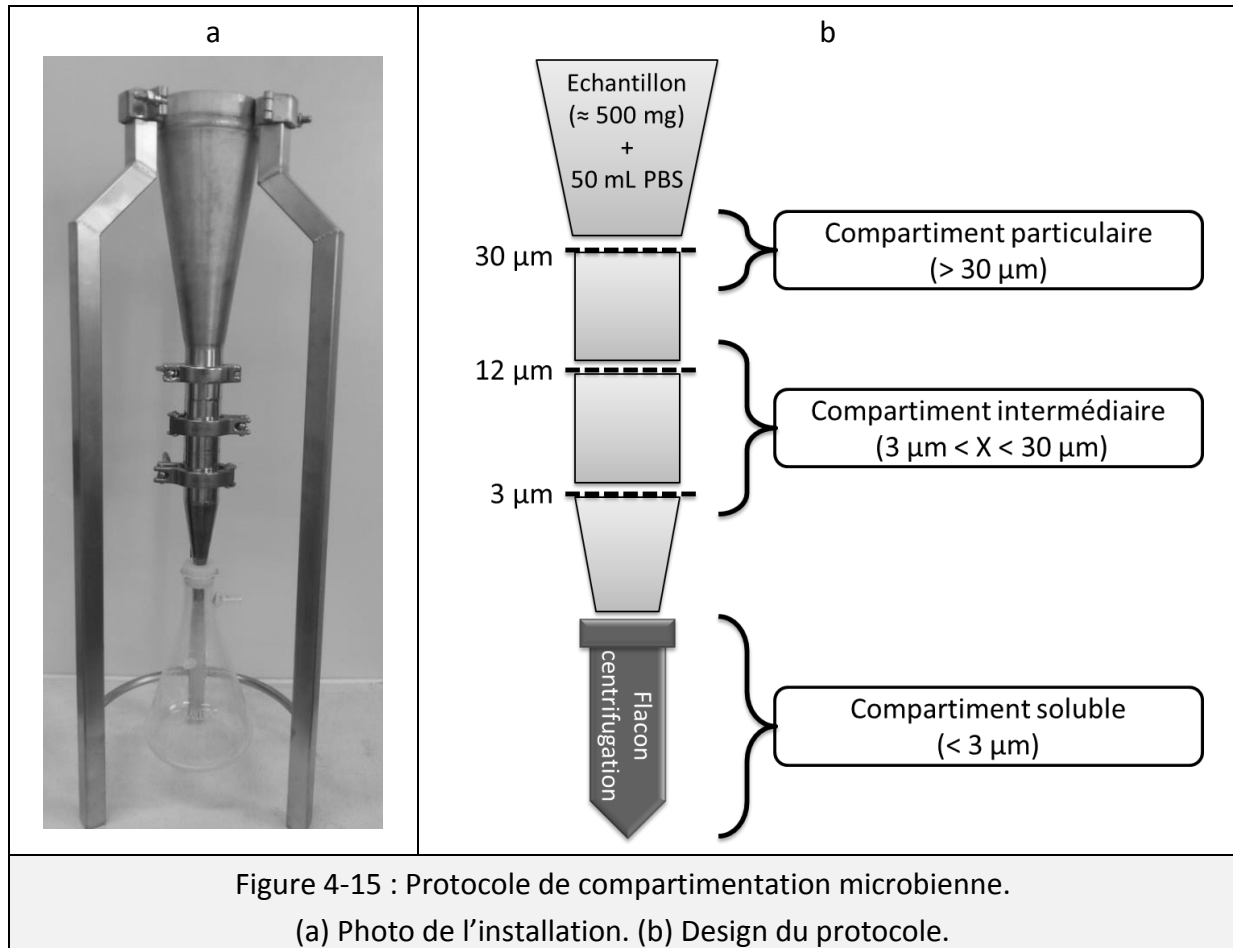 a
b
Echantillon
(≈ 500 mg)
+
50 mL PBS
30 µm
Compartiment particulaire
(> 30 µm)
12 µm
Compartiment intermédiaire
(3 µm < X < 30 µm)
3 µm
Flacon
centrifugation
Compartiment soluble
(< 3 µm)
Figure 4-15 : Protocole de compartimentation microbienne.
(a) Photo de l’installation. (b) Design du protocole.